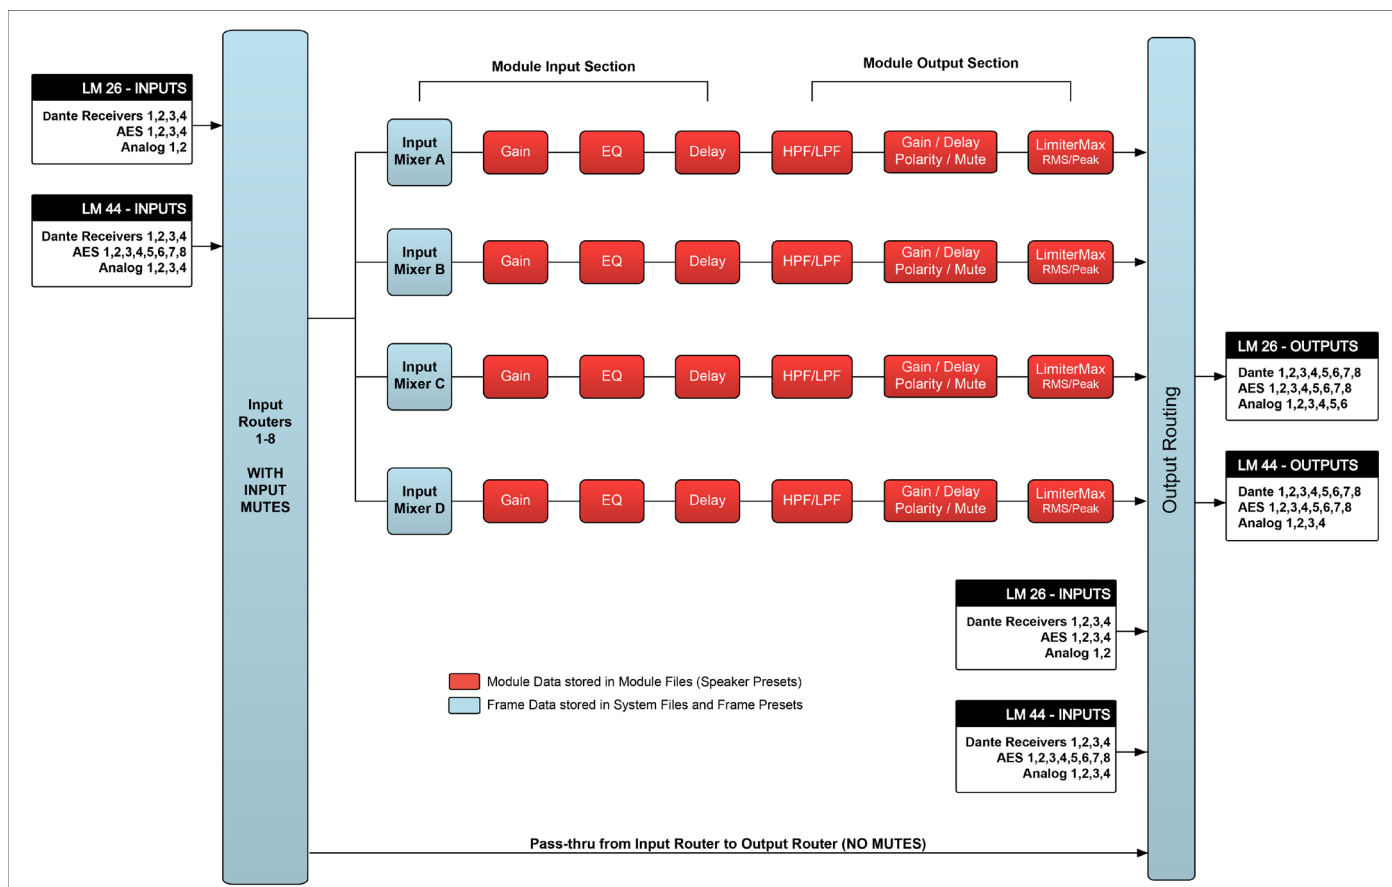 Module Input Section
Module Output Section
LM 26 - INPUTS
Dante Receivers 1,2,3,4
AES 1,2,3,4
Analog 1,2
LM 44 - INPUTS
Dante Receivers 1,2,3,4
AES 1,2,3,4,5,6,7,8
Analog 1,2,3,4
Input
Routers
1-8
WITH
INPUT
MUTES
Input
Mixer A
Gain
EQ
Delay
HPF/LPF
Gain / Delay
Polarity / Mute
LimiterMax
RMS/Peak
Input
Mixer B
Gain
EQ
Delay
HPF/LPF
Gain / Delay
Polarity / Mute
LimiterMax
RMS/Peak
Input
Mixer C
Gain
EQ
Delay
HPF/LPF
Gain / Delay
Polarity / Mute
LimiterMax
RMS/Peak
Input
Mixer D
Gain
EQ
Delay
HPF/LPF
Gain / Delay
Polarity / Mute
LimiterMax
RMS/Peak
Output Routing
LM 26 - OUTPUTS
Dante 1,2,3,4,5,6,7,8
AES 1,2,3,4,5,6,7,8
Analog 1,2,3,4,5,6
LM 44 - OUTPUTS
Dante 1,2,3,4,5,6,7,8
AES 1,2,3,4,5,6,7,8
Analog 1,2,3,4
LM 26 - INPUTS
Dante Receivers 1,2,3,4
AES 1,2,3,4
Analog 1,2
LM 44 - INPUTS
Dante Receivers 1,2,3,4
AES 1,2,3,4,5,6,7,8
Analog 1,2,3,4
Module Data stored in Module Files (Speaker Presets)
Frame Data stored in System Files and Frame Presets
Pass-thru from Input Router to Output Router (NO MUTES)